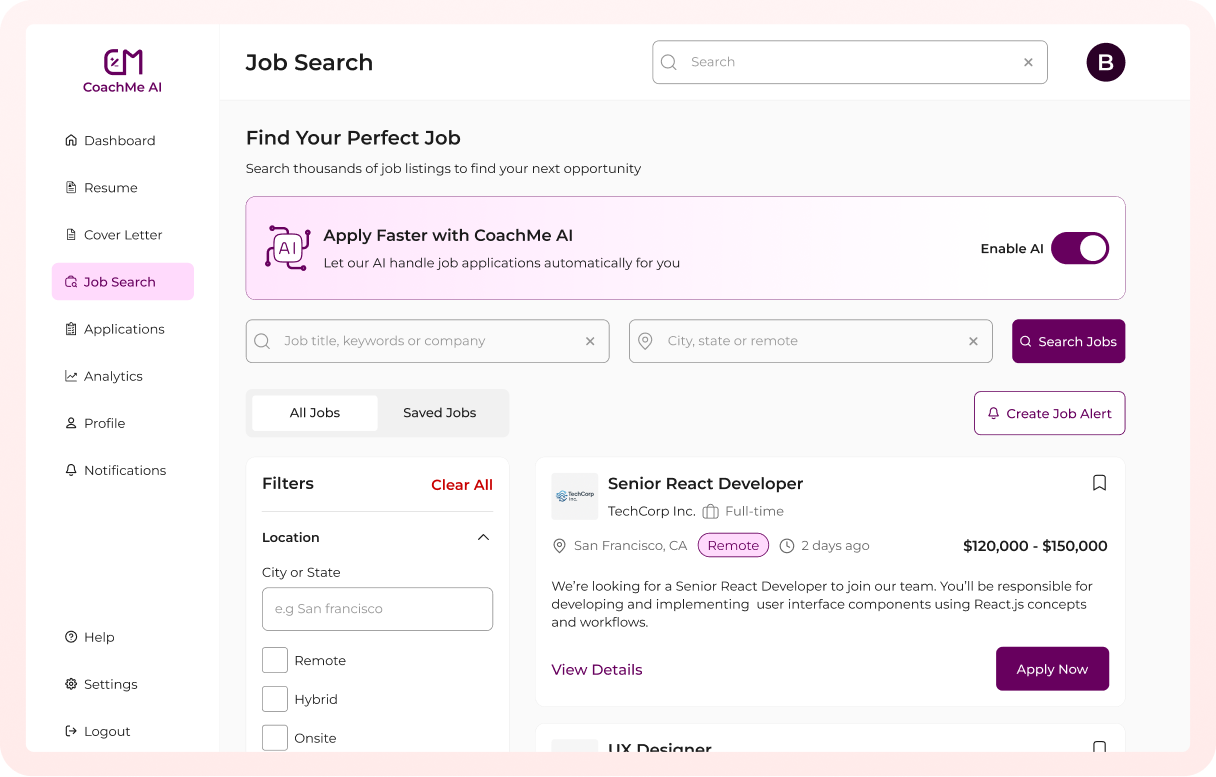 CoachMe AI
Dashboard
Resume
Cover Letter
Job Search
Applications
Analytics
Profile
Notifications
Help
Settings
Logout
Job Search
Search
B
Find Your Perfect Job
Search thousands of job listings to find your next opportunity
AI
Apply Faster with CoachMe AI
Let our AI handle job applications automatically for you
Enable AI
Job title, keywords or company
City, state or remote
Search Jobs
All Jobs
Saved Jobs
Create Job Alert
Filters
Clear All
Location
City or State
e.g San francisco
Remote
Hybrid
Onsite
TechCorp
Inc.
Senior React Developer
TechCorp Inc.
Full-time
San Francisco, CA
Remote
2 days ago
$120,000 - $150,000
We’re looking for a Senior React Developer to join our team. You’ll be responsible for
developing and implementing  user interface components using React.js concepts
and workflows.
View Details
Apply Now
UX Designer